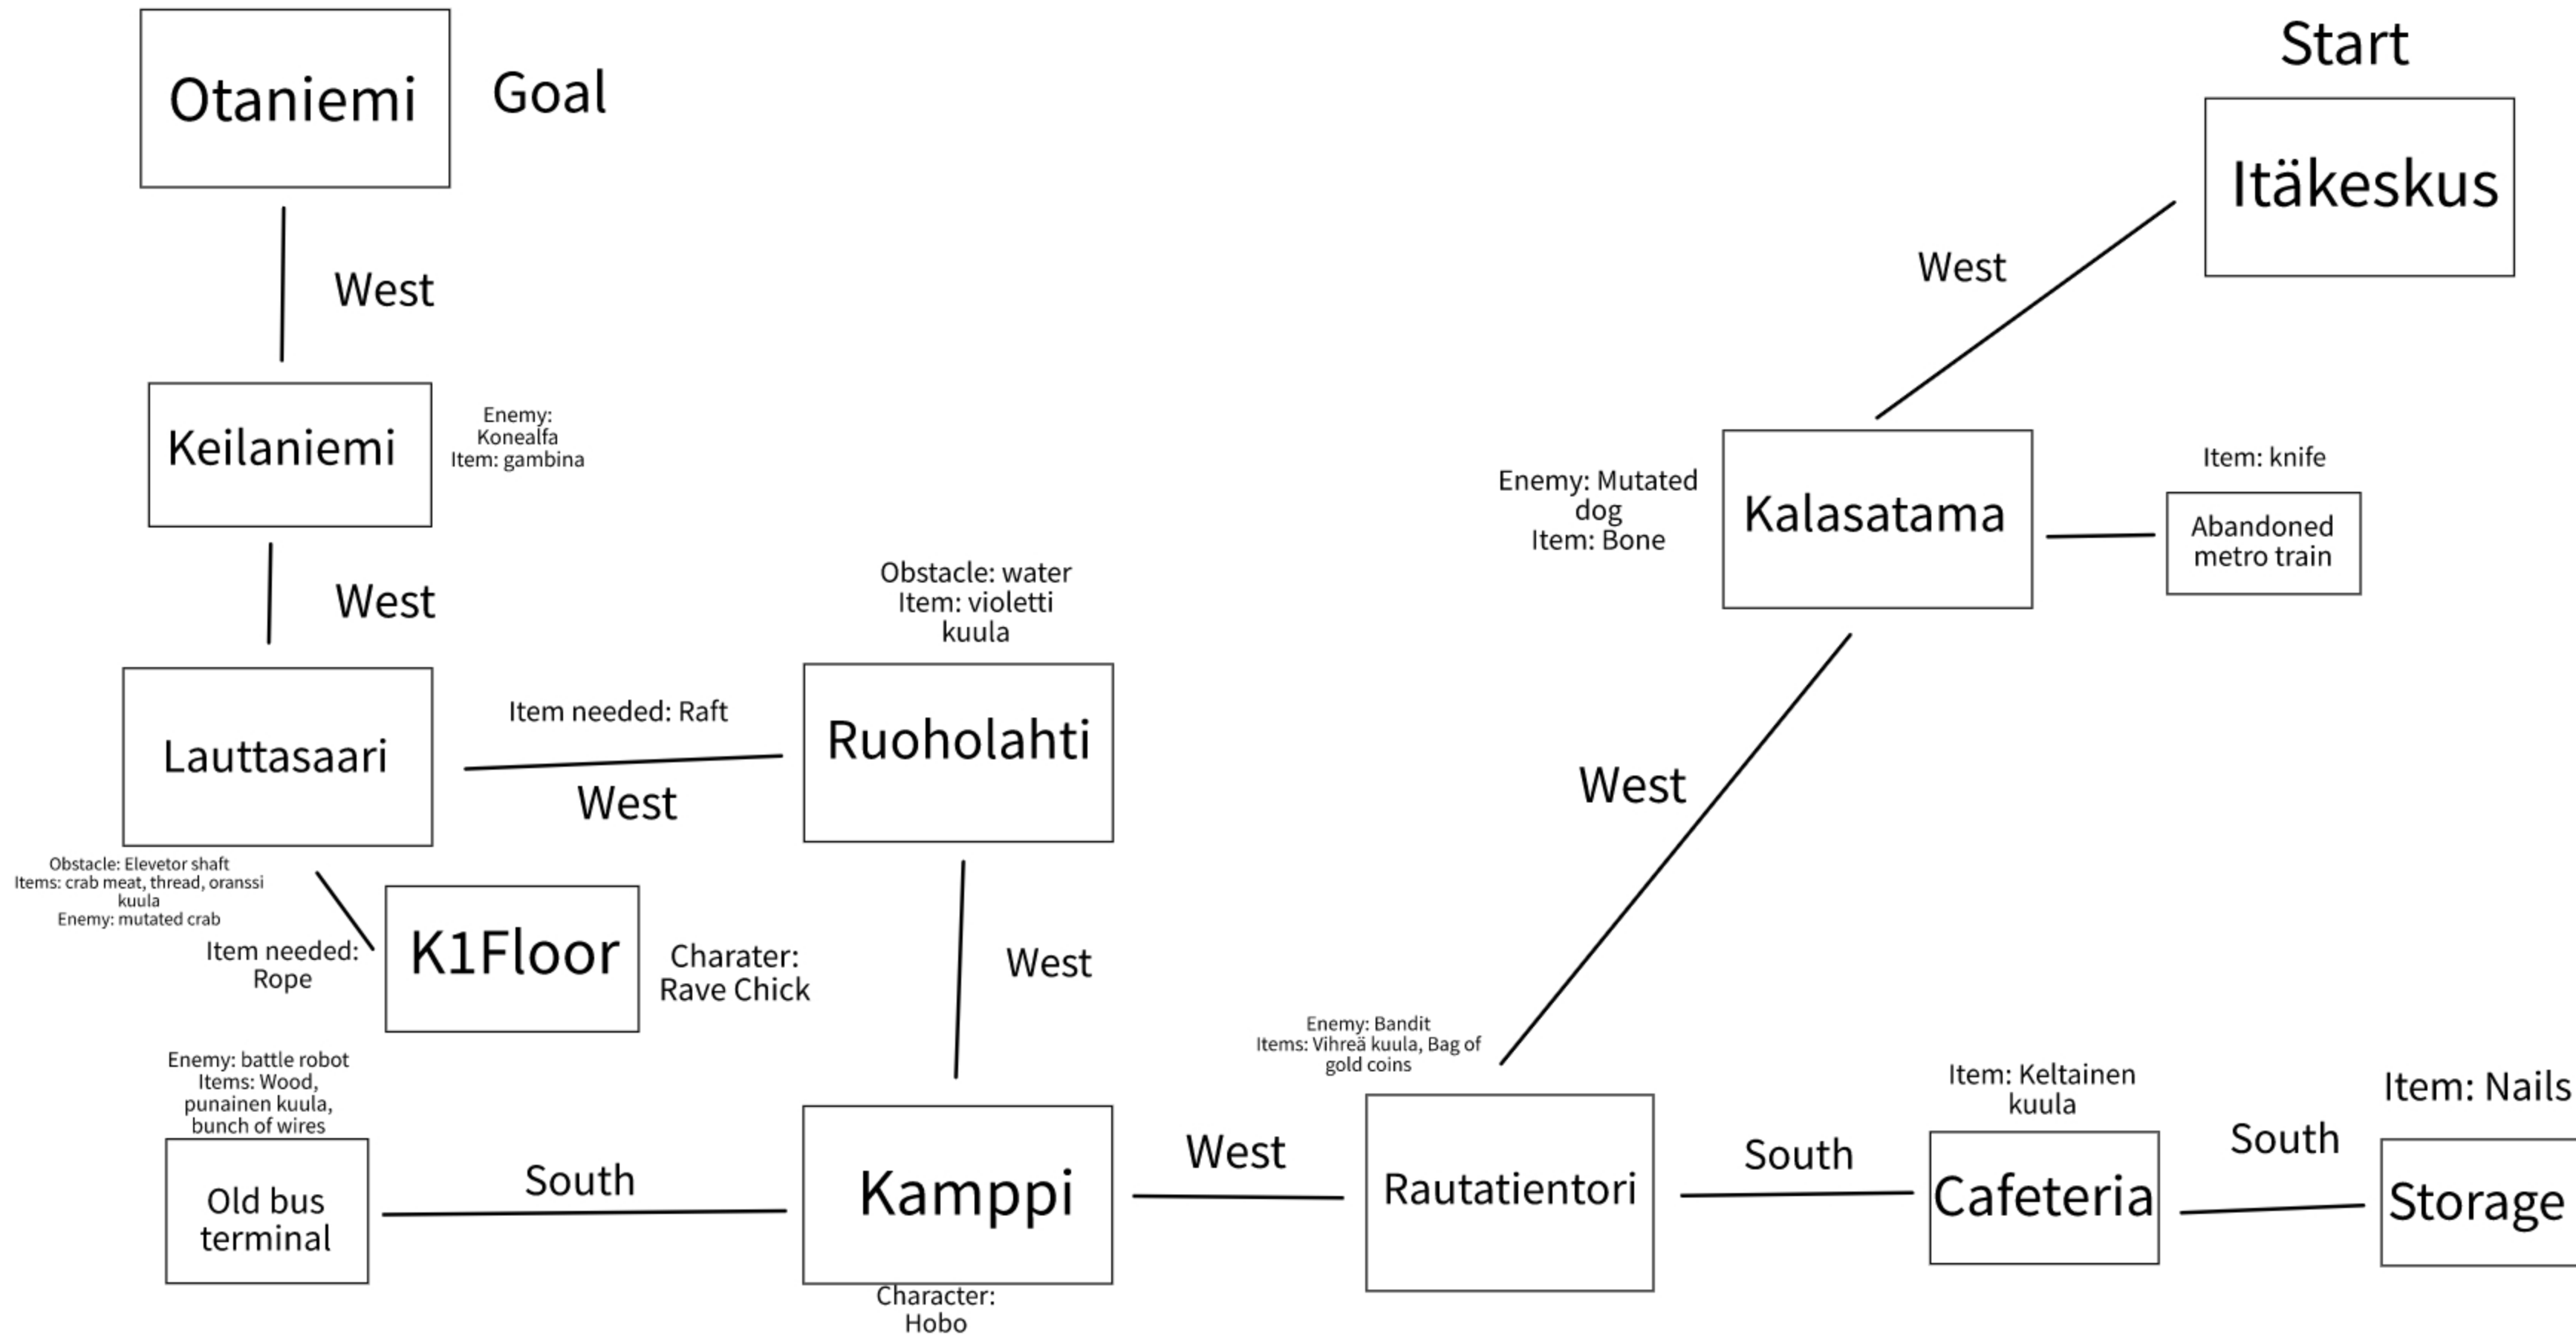 Start
Otaniemi
Goal
Itäkeskus
West
West
Keilaniemi
Enemy:
Konealfa
Item: gambina
Enemy: Mutated
dog
Item: Bone
Kalasatama
Item: knife
Abandoned
metro train
West
Obstacle: water
Item: violetti
kuula
Lauttasaari
Item needed: Raft
West
Ruoholahti
West
Obstacle: Elevetor shaft
Items: crab meat, thread, oranssi
kuula
Enemy: mutated crab
Item needed:
Rope
K1Floor
Charater:
Rave Chick
West
Enemy: Bandit
Items: Vihreä kuula, Bag of
gold coins
Enemy: battle robot
Items: Wood,
punainen kuula,
bunch of wires
Old bus
terminal
South
Kamppi
Character:
Hobo
West
Rautatientori
South
Item: Keltainen
kuula
Cafeteria
South
Item: Nails
Storage